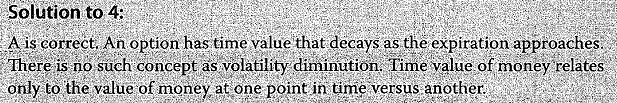 Solution to 4:
A is correct. An option has time value that decays as the expiration approaches.
There is no such concept as volatility diminution. Time value of money relates
only to the value of money at one point in time versus another.